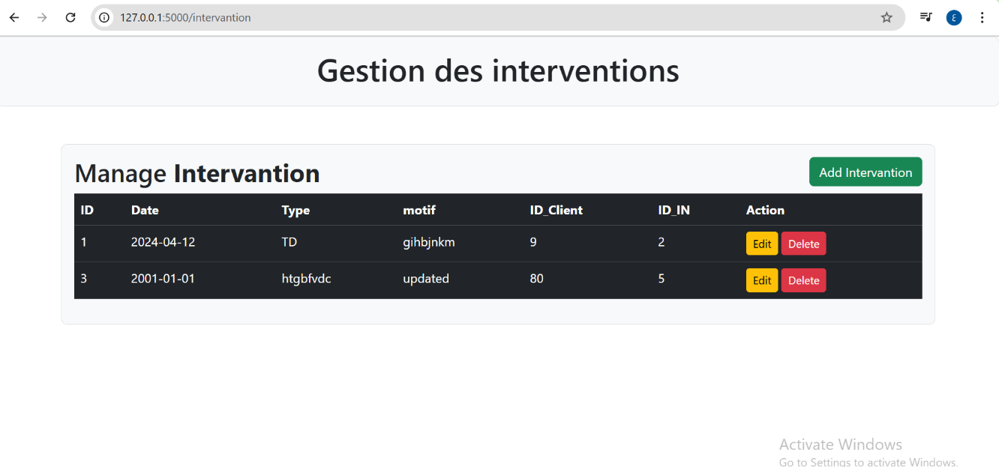 127.0.0.1:5000/intervantion
ε
Gestion des interventions
Manage Intervantion
Add Intervantion
ID Date Type motif ID_Client ID_IN Action
1 2024-04-12 TD gihbjnkm 9 2 Edit Delete
3 2001-01-01 htgbfvdc updated 80 5 Edit Delete
Activate Windows
Go to Settings to activate Windows.